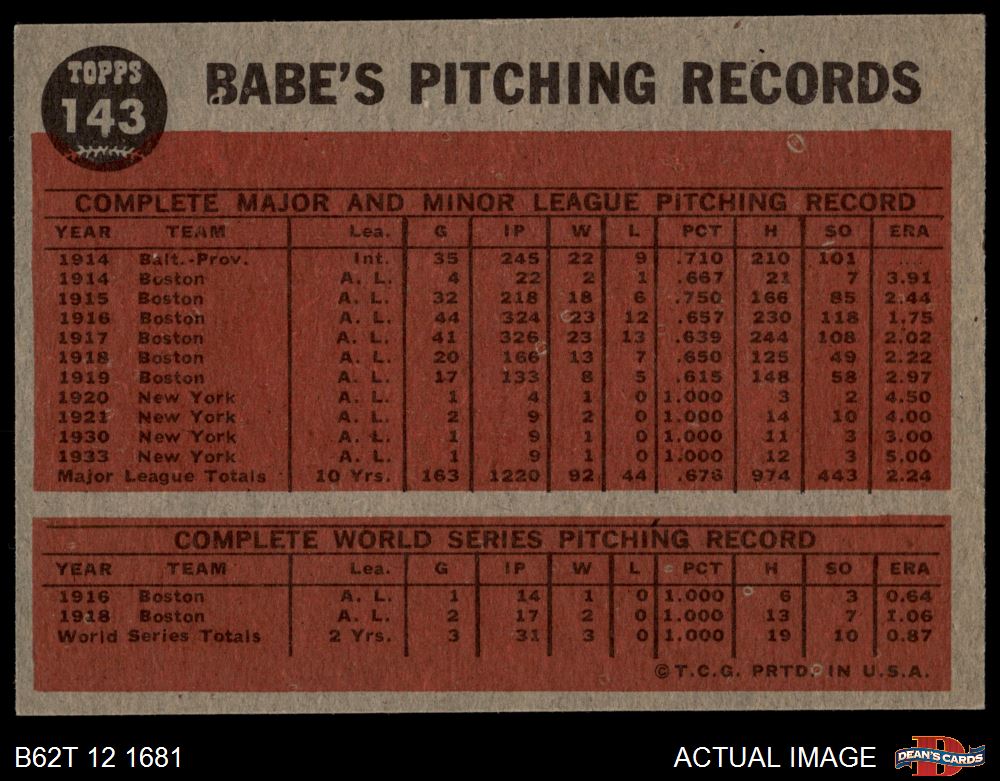 TOPPS
143
BABE'S PITCHING RECORDS
COMPLETE MAJOR AND MINOR LEAGUE PITCHING RECORD
YEAR TEAM Lea. G IP W L PCT H SO ERA
1914 Balt.-Prov. Int. 35 245 22 9 .710 210 101 ....
1914 Boston A. L. 4 22 2 1 .667 21 7 3.91
1915 Boston A. L. 32 218 18 6 .750 166 85 2.44
1916 Boston A. L. 44 324 23 12 .657 230 118 1.75
1917 Boston A. L. 41 326 23 13 .639 244 108 2.02
1918 Boston A. L. 20 166 13 7 .650 125 49 2.22
1919 Boston A. L. 17 133 8 5 .615 148 58 2.97
1920 New York A. L. 1 4 1 0 1.000 3 2 4.50
1921 New York A. L. 2 9 2 0 1.000 14 10 4.00
1930 New York A. L. 1 9 1 0 1.000 11 3 3.00
1933 New York A. L. 1 9 1 0 1.000 12 3 5.00
Major League Totals 10 Yrs. 163 1220 92 44 .676 974 443 2.24
COMPLETE WORLD SERIES PITCHING RECORD
YEAR TEAM Lea. G IP W L PCT H SO ERA
1916 Boston A. L. 1 14 1 0 1.000 6 3 0.64
1918 Boston A. L. 2 17 2 0 1.000 13 7 1.06
World Series Totals 2 Yrs. 3 31 3 0 1.000 19 10 0.87
© T.C.G. PRTD. IN U.S.A.
B62T 12 1681
ACTUAL IMAGE
D
DEAN'S CARDS